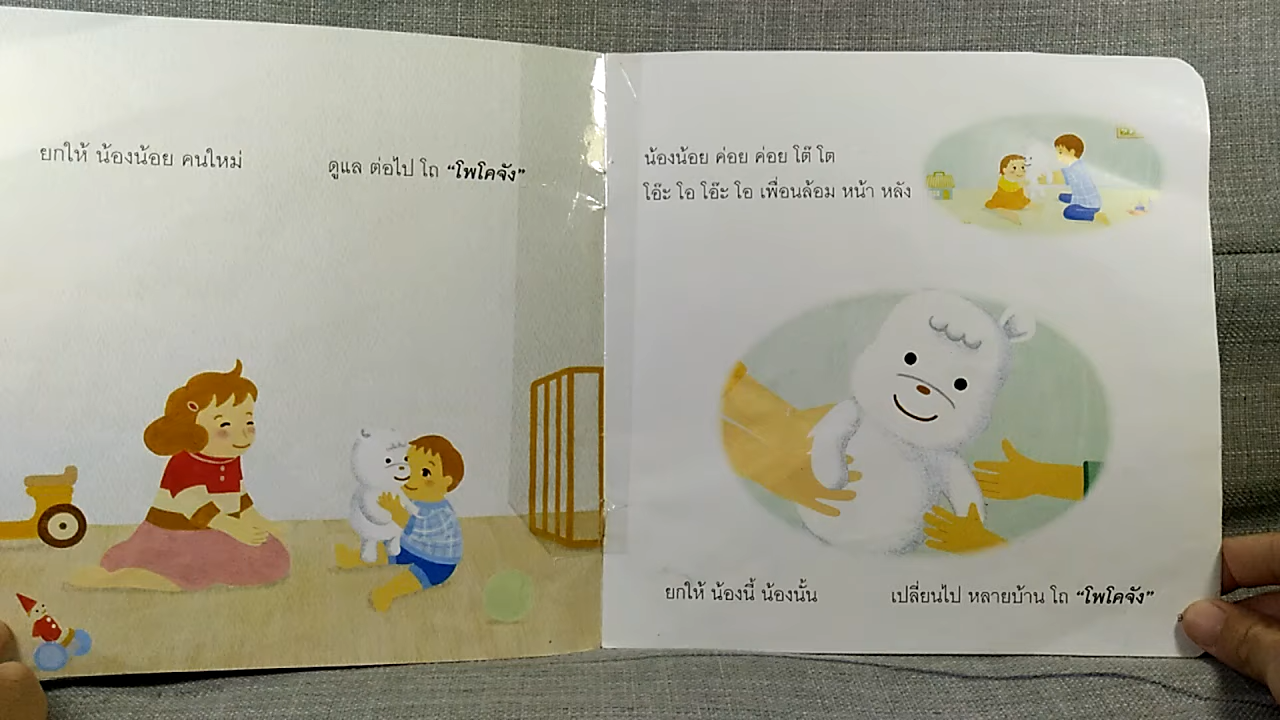 ยกให้ น้องน้อย คนใหม่
ดูแล ต่อไป โถ “โพโคจัง”
น้องน้อย ค่อย ค่อย โต๊ โต
โอ๊ะ โอ โอ๊ะ โอ เพื่อนล้อม หน้า หลัง
ยกให้ น้องนี้ น้องนั้น
เปลี่ยนไป หลายบ้าน โถ “โพโคจัง”